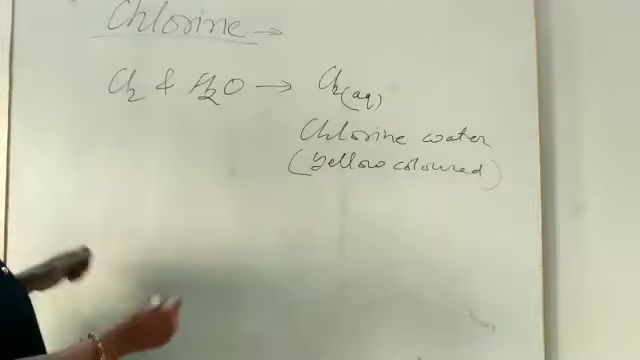 Chlorine →
Cl₂ & H₂O → Cl₂(aq)
Chlorine water
(yellow coloured)